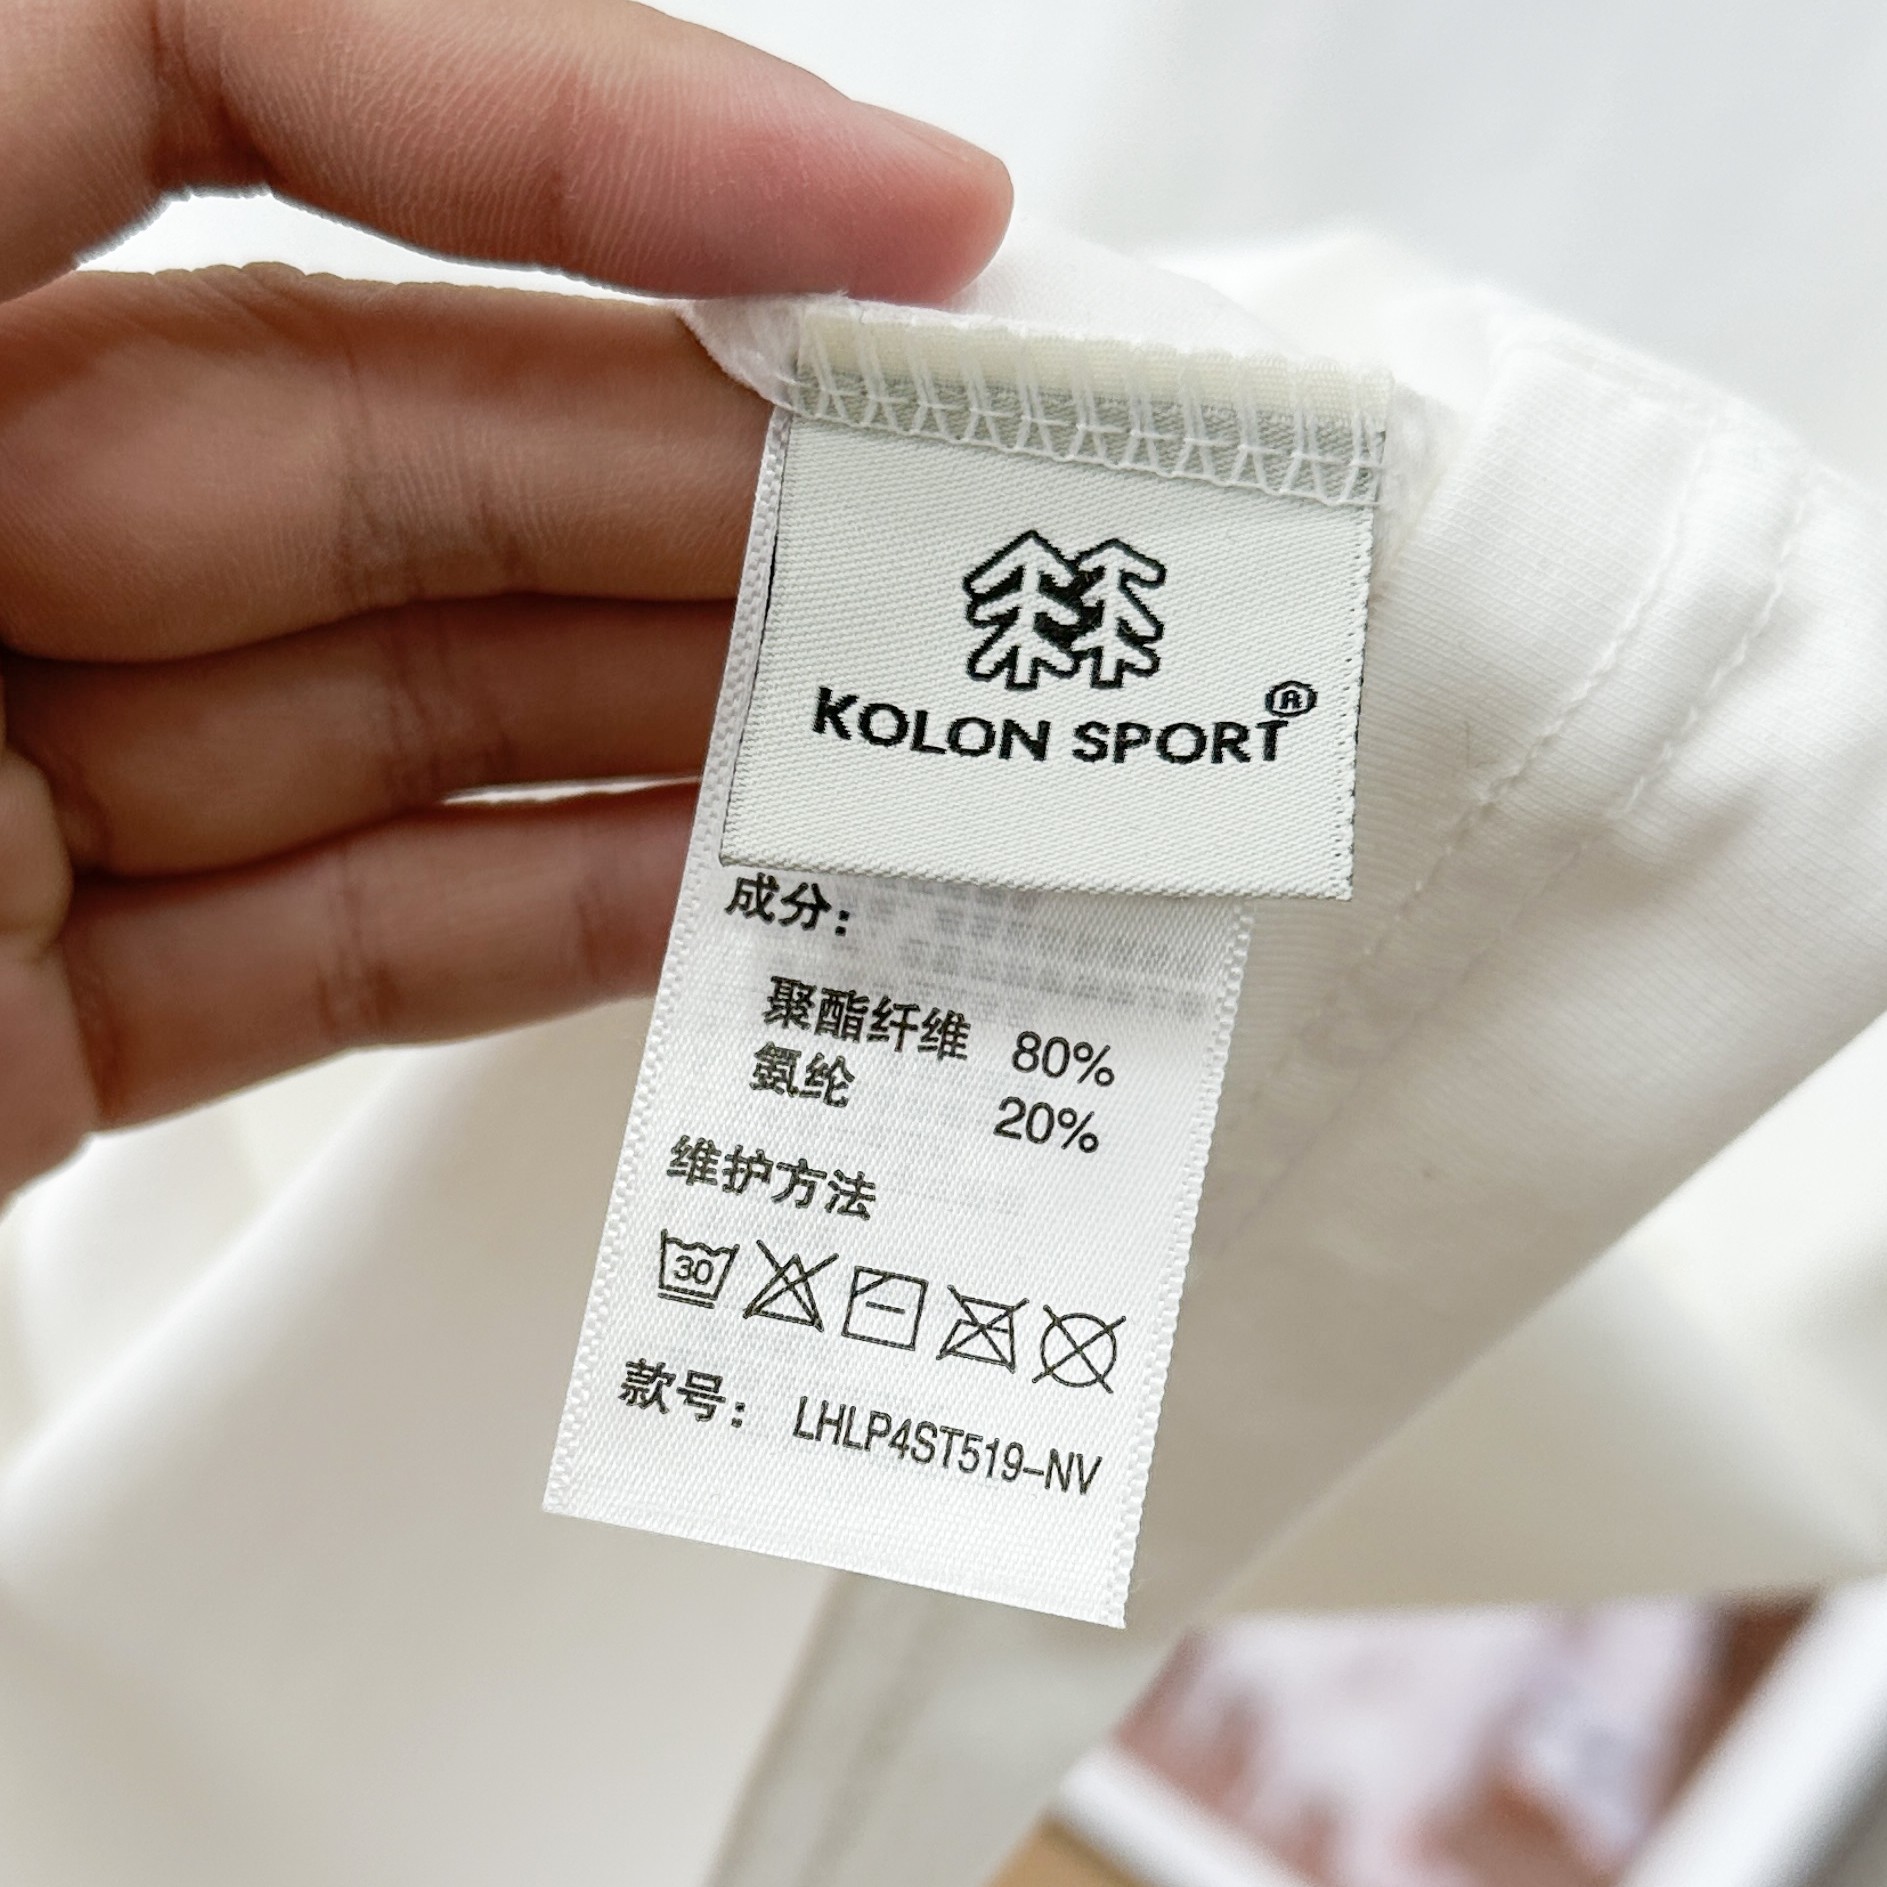 KOLON SPORT®
成分：
聚酯纤维 80%
氨纶 20%
维护方法
30
款号： LHLP4ST519-NV